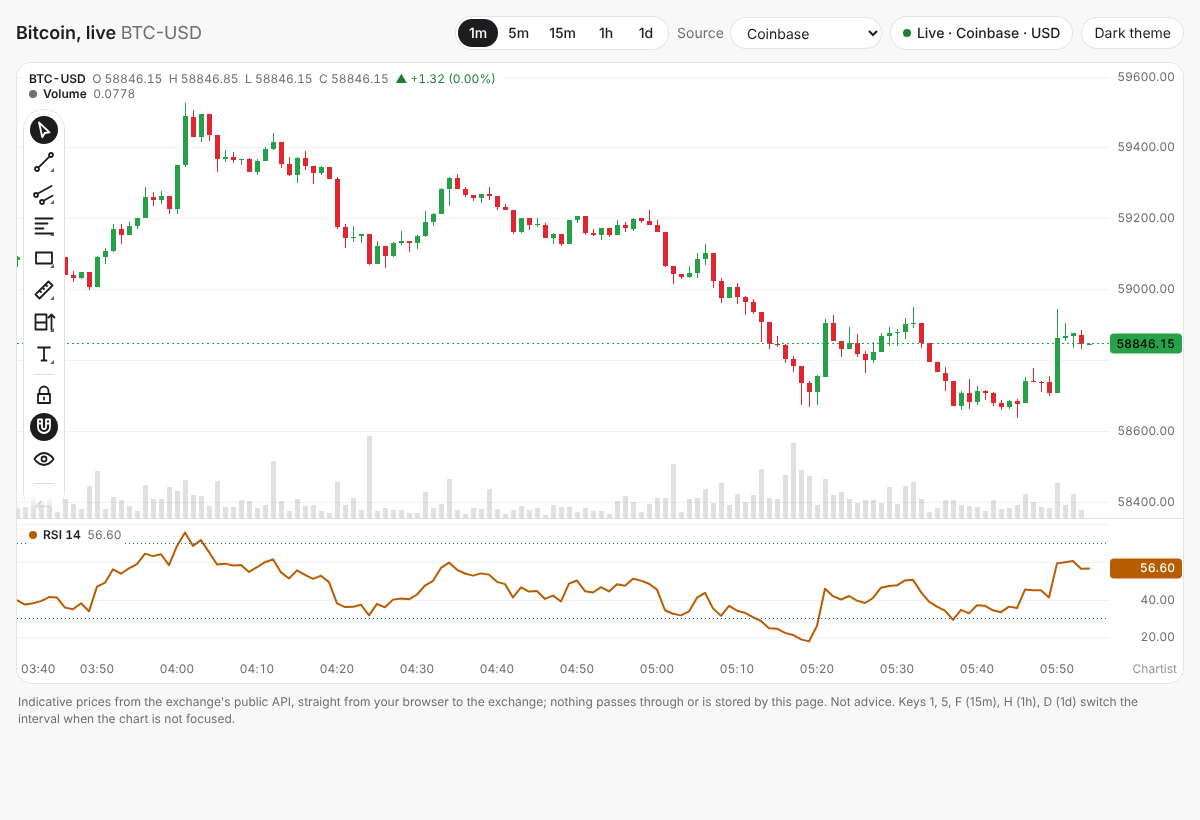 Bitcoin, live BTC-USD
1m 5m 15m 1h 1d Source Coinbase Live · Coinbase · USD Dark theme
BTC-USD O 58846.15 H 58846.85 L 58846.15 C 58846.15 ▲ +1.32 (0.00%)
Volume 0.0778
59600.00
59400.00
59200.00
59000.00
58846.15
58600.00
58400.00
RSI 14 56.60
56.60
40.00
20.00
03:40 03:50 04:00 04:10 04:20 04:30 04:40 04:50 05:00 05:10 05:20 05:30 05:40 05:50 Chartist
Indicative prices from the exchange's public API, straight from your browser to the exchange; nothing passes through or is stored by this page. Not advice. Keys 1, 5, F (15m), H (1h), D (1d) switch the
interval when the chart is not focused.